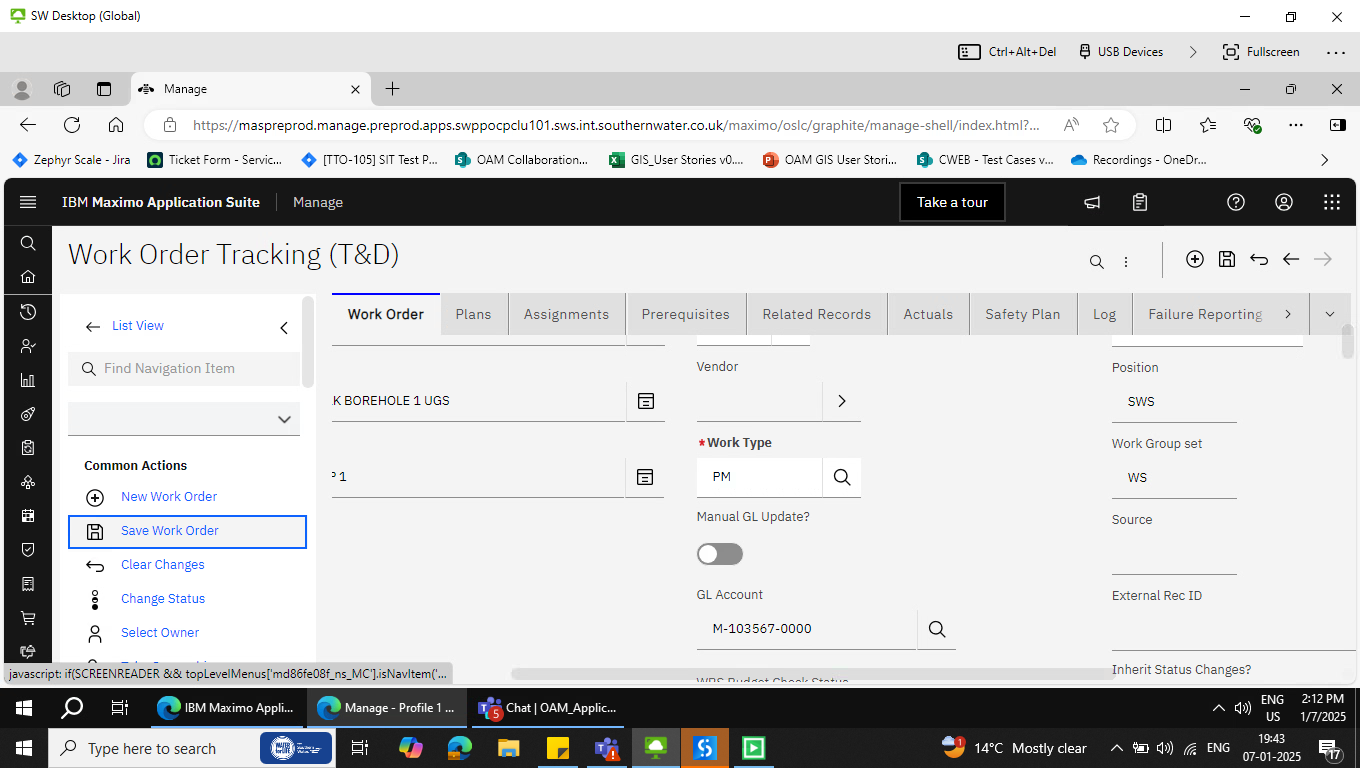 SW Desktop (Global)
Ctrl+Alt+Del
USB Devices
Fullscreen
Manage
https://maspreprod.manage.preprod.apps.swppocpclu101.sws.int.southernwater.co.uk/maximo/oslc/graphite/manage-shell/index.html?...
Zephyr Scale - Jira
Ticket Form - Servic...
[TTO-105] SIT Test P...
OAM Collaboration...
GIS_User Stories v0....
OAM GIS User Stori...
CWEB - Test Cases v...
Recordings - OneDr...
IBM Maximo Application Suite
Manage
Take a tour
Work Order Tracking (T&D)
List View
Find Navigation Item
Common Actions
New Work Order
Save Work Order
Clear Changes
Change Status
Select Owner
Work Order
Plans
Assignments
Prerequisites
Related Records
Actuals
Safety Plan
Log
Failure Reporting
K BOREHOLE 1 UGS
P 1
Vendor
*Work Type
PM
Manual GL Update?
GL Account
M-103567-0000
WBS Budget Check Status
Position
SWS
Work Group set
WS
Source
External Rec ID
Inherit Status Changes?
javascript: if(SCREENREADER && topLevelMenus['md86fe08f_ns_MC'].isNavItem('...
IBM Maximo Appli...
Manage - Profile 1 ...
5
Chat | OAM_Applic...
ENG
US
2:12 PM
1/7/2025
Type here to search
1
14°C Mostly clear
ENG
19:43
07-01-2025
17